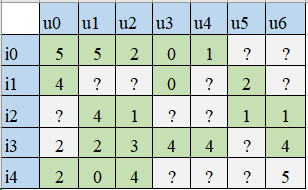 u0 u1 u2 u3 u4 u5 u6
i0 5 5 2 0 1 ? ?
i1 4 ? ? 0 ? 2 ?
i2 ? 4 1 ? ? 1 1
i3 2 2 3 4 4 ? 4
i4 2 0 4 ? ? ? 5